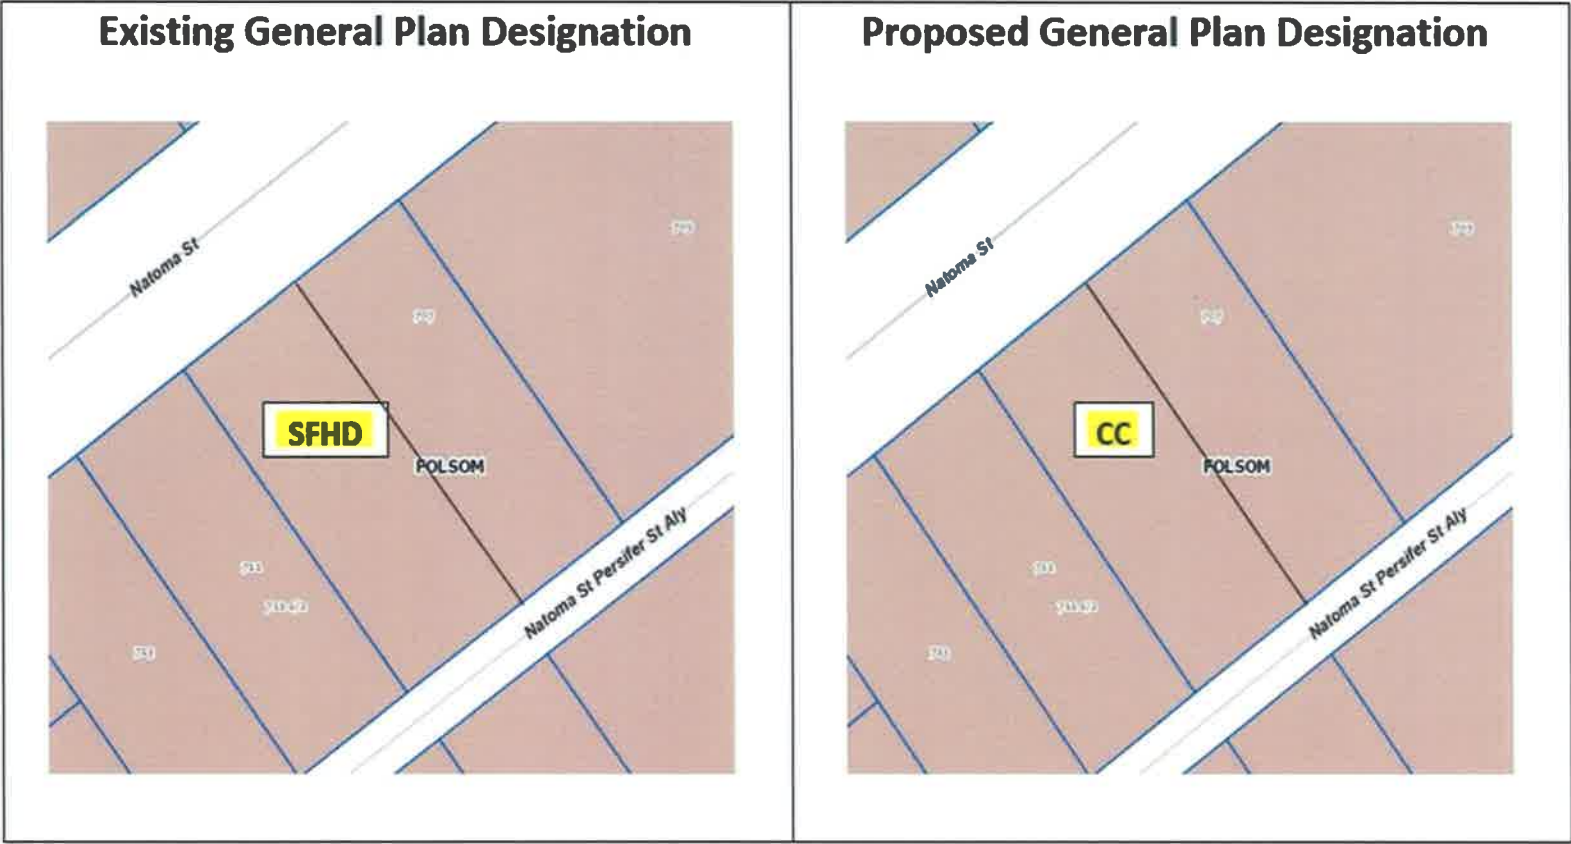 Existing General Plan Designation
Natoma St
SFHD
FOLSOM
Natoma St Persifer St Aly
Proposed General Plan Designation
Natoma St
CC
FOLSOM
Natoma St Persifer St Aly